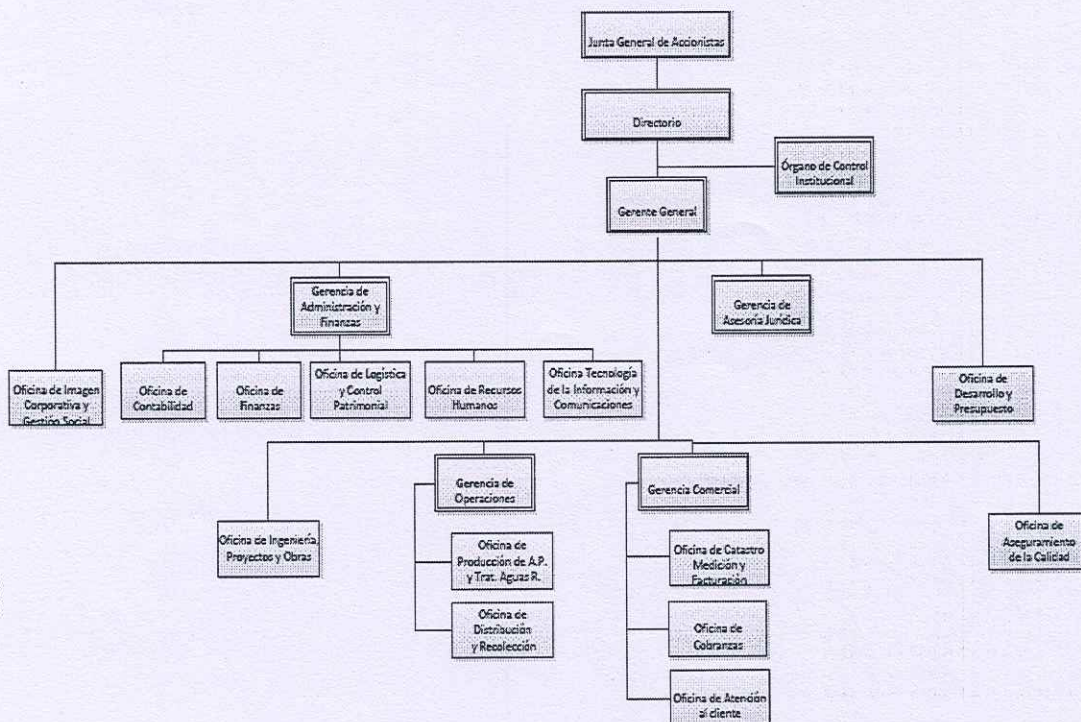 Junta General de Accionistas
Directorio
Órgano de Control
Institucional
Gerente General
Gerencia de
Administración y
Finanzas
Gerencia de
Asesoría Jurídica
Oficina de Imagen
Corporativa y
Gestión Social
Oficina de
Contabilidad
Oficina de
Finanzas
Oficina de Logística
y Control
Patrimonial
Oficina de Recursos
Humanos
Oficina Tecnología
de la Información y
Comunicaciones
Oficina de
Desarrollo y
Presupuesto
Gerencia de
Operaciones
Gerencia Comercial
Oficina de Ingeniería,
Proyectos y Obras
Oficina de
Aseguramiento
de la Calidad
Oficina de
Producción de A.P.
y Trat. Aguas R.
Oficina de Catastro
Medición y
Facturación
Oficina de
Distribución
y Recolección
Oficina de
Cobranzas
Oficina de Atención
al cliente